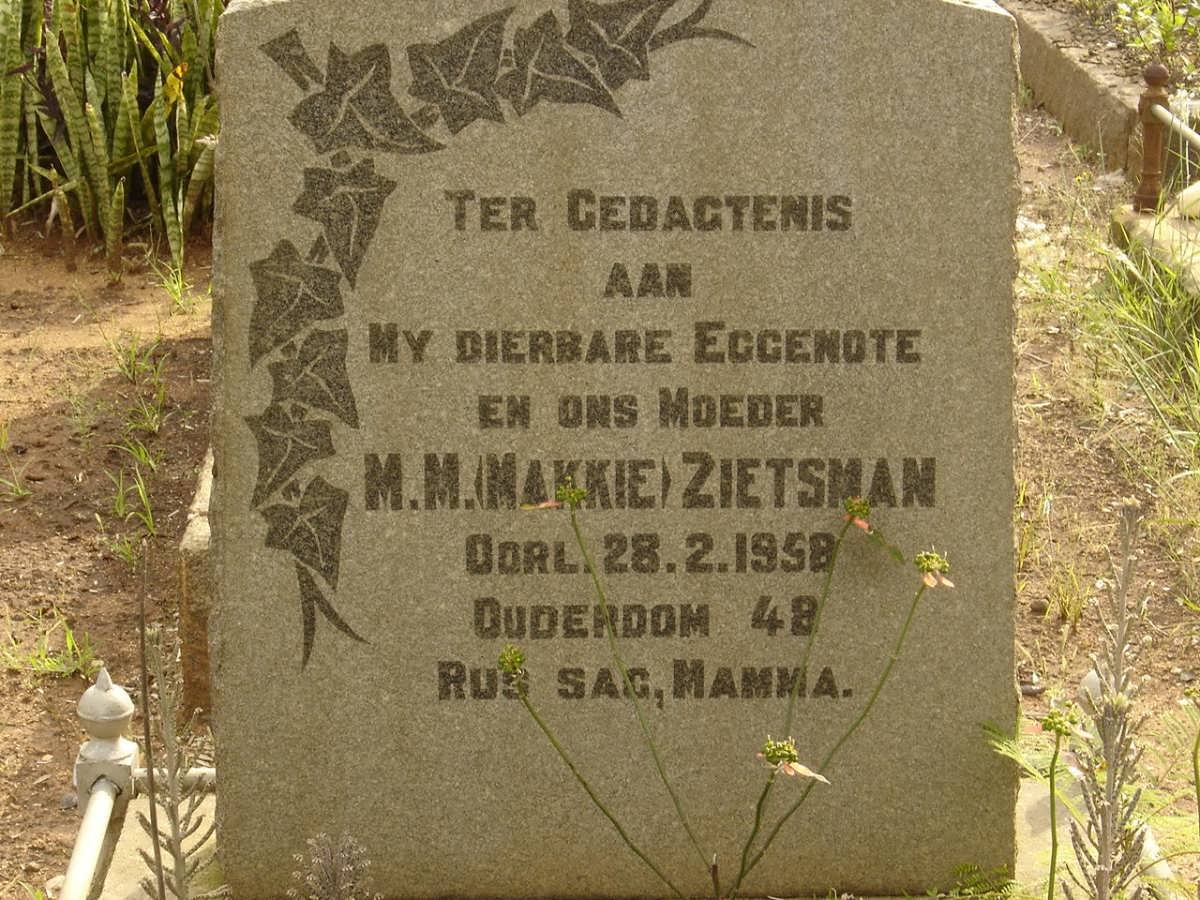 TER GEDAGTENIS
AAN
MY DIERBARE EGGENOTE
EN ONS MOEDER
M.M. (MAKKIE) ZIETSMAN
OORL. 28.2.1958
OUDERDOM 48
RUS SAG, MAMMA.